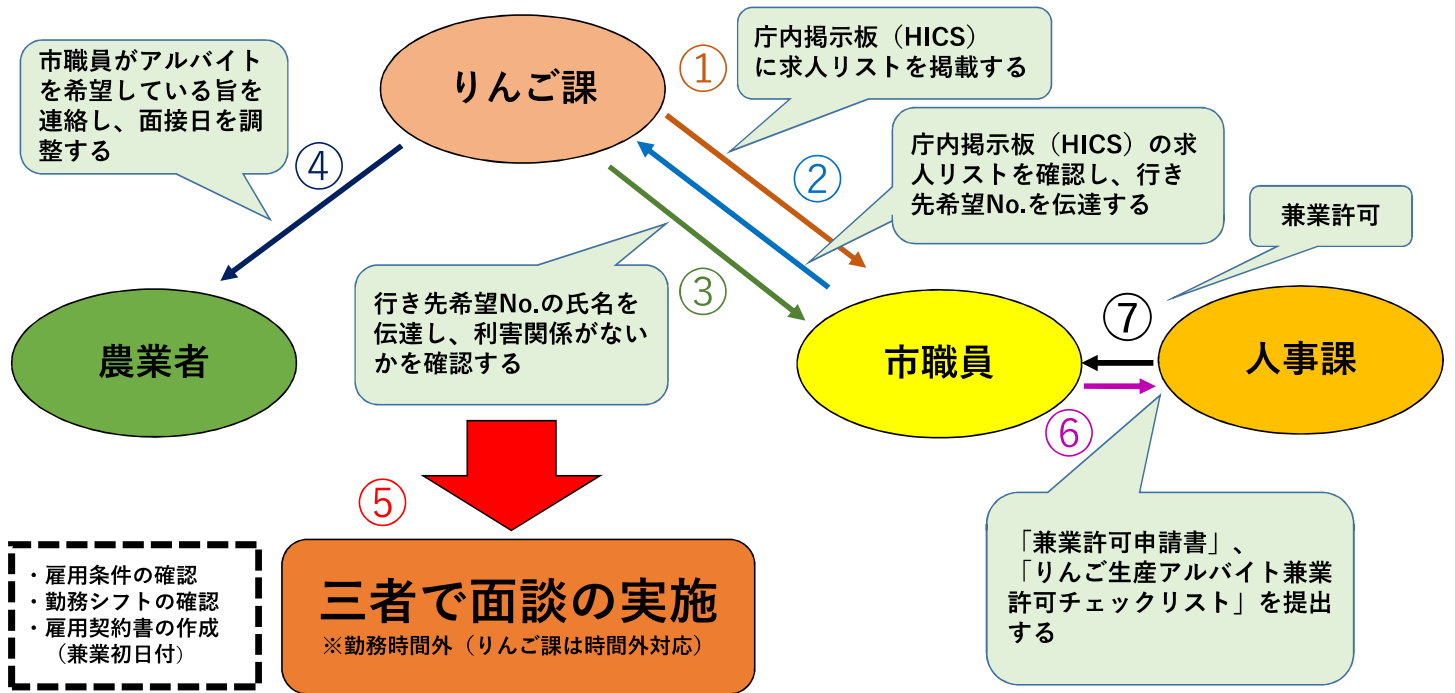 市職員がアルバイト
を希望している旨を
連絡し、面接日を調
整する
④
りんご課
①
庁内掲示板（HICS）
に求人リストを掲載する
②
庁内掲示板（HICS）の求
人リストを確認し、行き
先希望No.を伝達する
兼業許可
③
行き先希望No.の氏名を
伝達し、利害関係がない
かを確認する
農業者
市職員
⑦
人事課
⑥
⑤
三者で面談の実施
※勤務時間外（りんご課は時間外対応）
・雇用条件の確認
・勤務シフトの確認
・雇用契約書の作成
（兼業初日付）
「兼業許可申請書」、
「りんご生産アルバイト兼業
許可チェックリスト」を提出
する